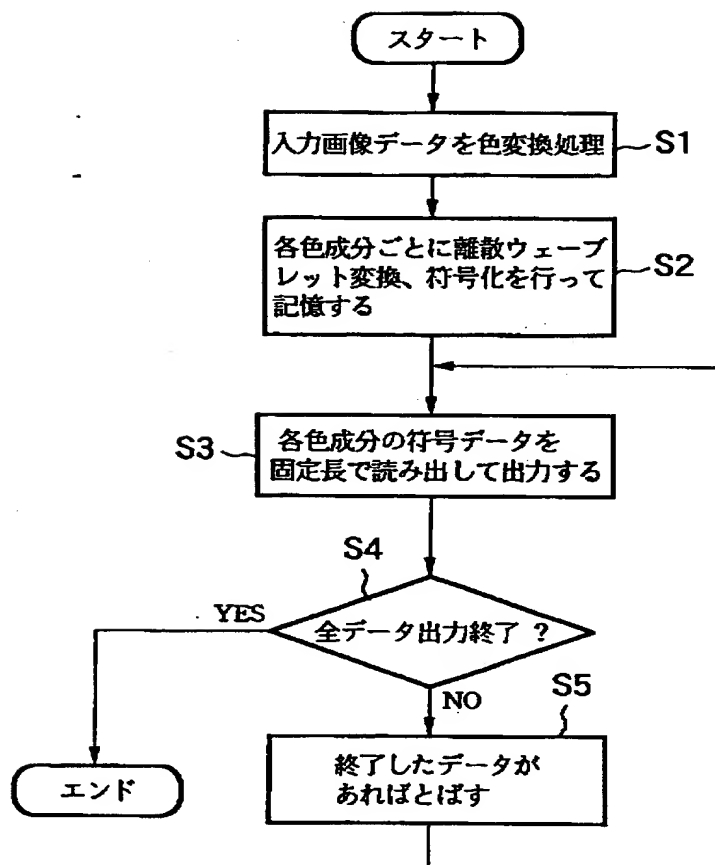 スタート
入力画像データを色変換処理
S1
各色成分ごとに離散ウェーブ
レット変換、符号化を行って
記憶する
S2
S3
各色成分の符号データを
固定長で読み出して出力する
S4
YES
全データ出力終了 ?
NO
S5
エンド
終了したデータが
あればとばす